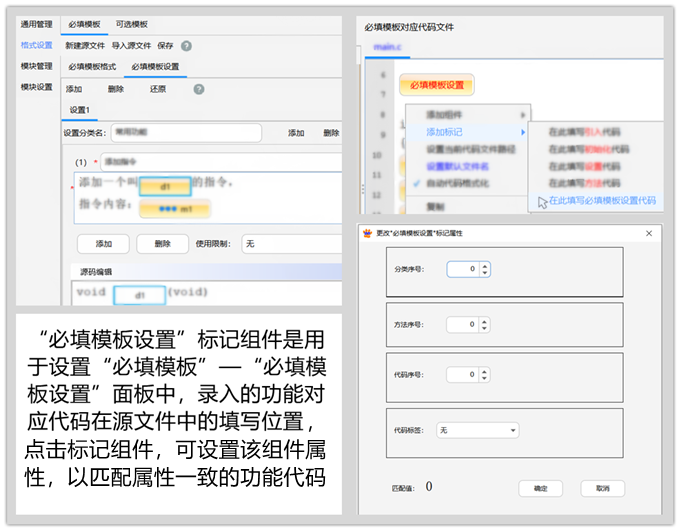 通用管理
格式设置
模块管理
模块设置
必填模板 可选模板
新建源文件 导入源文件 保存 ?
必填模板格式 必填模板设置
添加 删除 还原 ?
设置1
设置分类名： 常用功能 添加 删除
(1) * 添加指令
添加一个叫 d1 的指令。
指令内容： m1
添加 删除 使用限制： 无
源码编辑
void d1 (void)
“必填模板设置”标记组件是用
于设置“必填模板”—“必填模
板设置”面板中，录入的功能对
应代码在源文件中的填写位置，
点击标记组件，可设置该组件属
性，以匹配属性一致的功能代码
必填模板对应代码文件
main.c
6
7
8
9
10
11
12
必填模板设置
添加组件
添加标记
设置当前代码文件路径
设置默认文件名
自动代码格式化
复制
在此填写引入代码
在此填写初始化代码
在此填写设置代码
在此填写方法代码
在此填写必填模板设置代码
更改“必填模板设置”标记属性
分类序号： 0
方法序号： 0
代码序号： 0
代码标签： 无
匹配值： 0 确定 取消